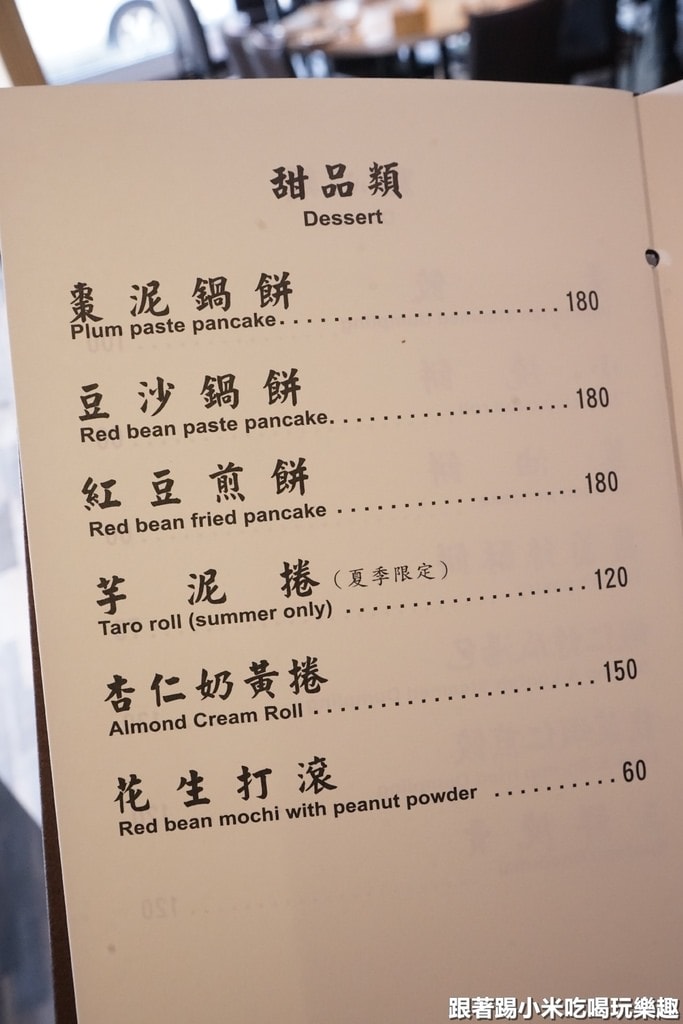 甜品類
Dessert
棗泥鍋餅
Plum paste pancake......................180
豆沙鍋餅
Red bean paste pancake....................180
紅豆煎餅
Red bean fried pancake ....................180
芋泥捲(夏季限定)
Taro roll (summer only) ....................120
杏仁奶黃捲
Almond Cream Roll ......................150
花生打滾
Red bean mochi with peanut powder ..........60
跟著踢小米吃喝玩樂趣